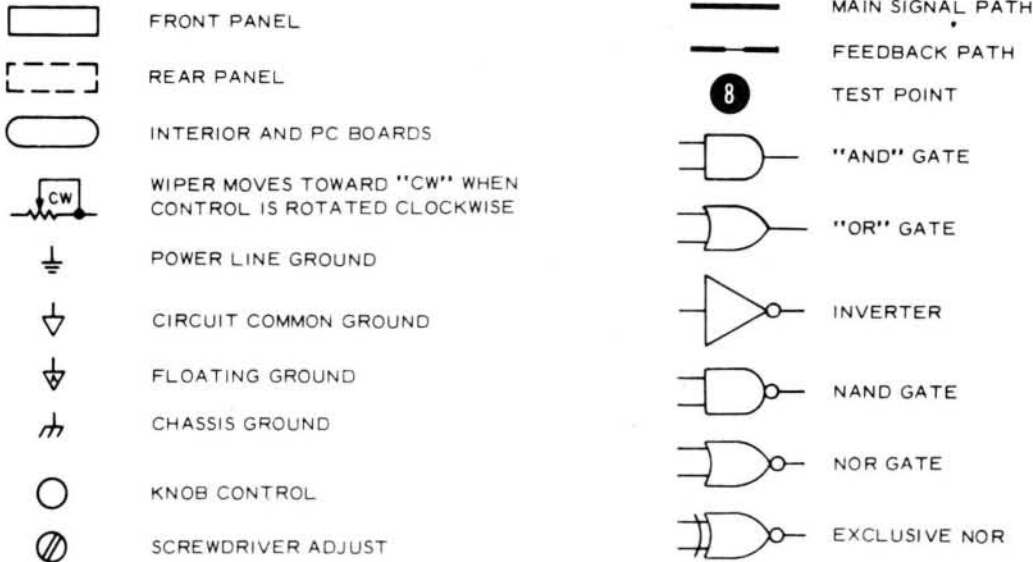 FRONT PANEL
REAR PANEL
INTERIOR AND PC BOARDS
CW
WIPER MOVES TOWARD "CW" WHEN
CONTROL IS ROTATED CLOCKWISE
POWER LINE GROUND
CIRCUIT COMMON GROUND
A
FLOATING GROUND
CHASSIS GROUND
KNOB CONTROL
SCREWDRIVER ADJUST
MAIN SIGNAL PATH
FEEDBACK PATH
8
TEST POINT
"AND" GATE
"OR" GATE
INVERTER
NAND GATE
NOR GATE
EXCLUSIVE NOR